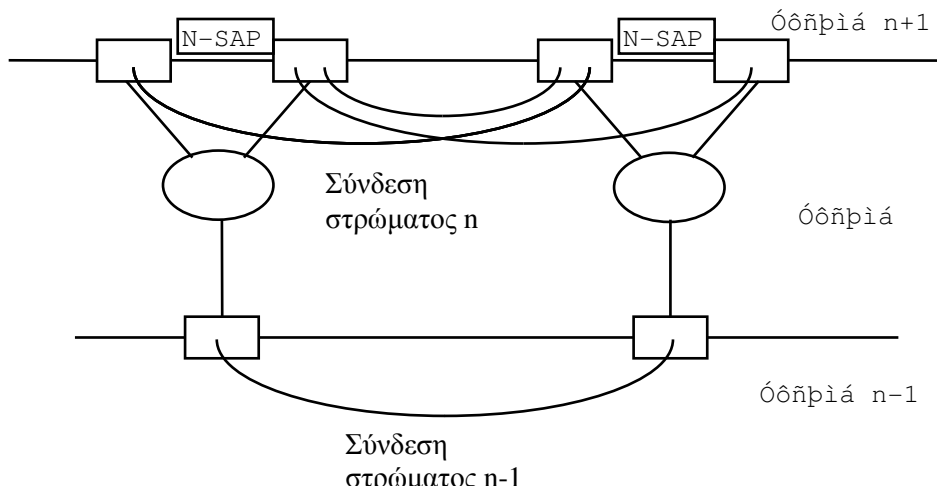 N-SAP N-SAP Óôñþìá n+1
Σύνδεση
στρώματος n
Óôñþìá
Óôñþìá n-1
Σύνδεση
στρώματος n-1